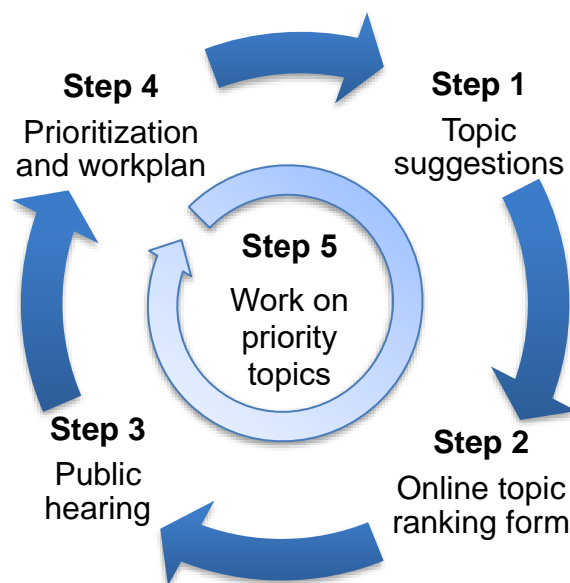 Step 1
Topic
suggestions
Step 2
Online topic
ranking form
Step 3
Public
hearing
Step 4
Prioritization
and workplan
Step 5
Work on
priority
topics